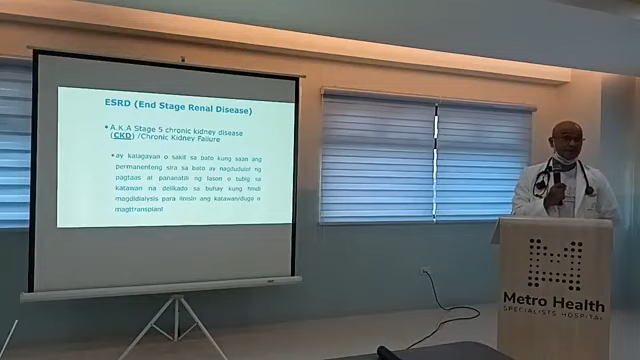 ESRD (End Stage Renal Disease)
• A.K.A Stage 5 chronic kidney disease
(CKD) /Chronic Kidney Failure
• ay kalagayan o sakit sa bato kung saan ang
permanenteng sira sa bato ay nagdudulot ng
pagtaas at pananatili ng lason o tubig sa
katawan na delikado sa buhay kung hindi
magdidialysis para linisin ang katawan/dugo o
magttransplant
Metro Health
SPECIALISTS HOSPITAL